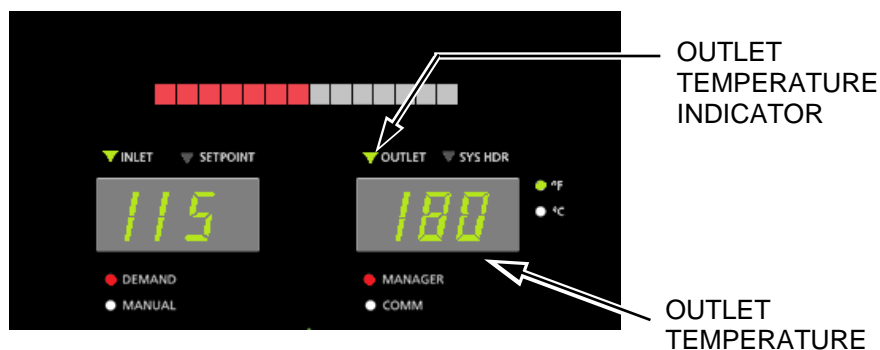 OUTLET
TEMPERATURE
INDICATOR
INLET SETPOINT OUTLET SYS HDR
115 180 °F
°C
DEMAND MANAGER
MANUAL COMM
OUTLET
TEMPERATURE